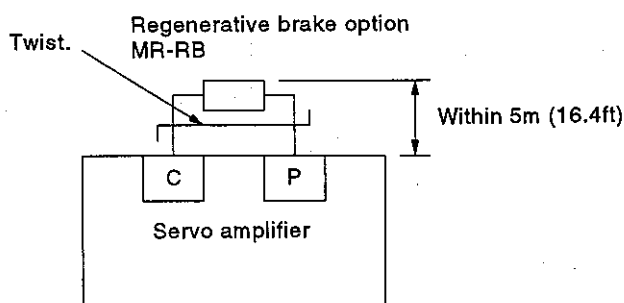 Regenerative brake option
MR-RB
Twist.
Within 5m (16.4ft)
C
P
Servo amplifier